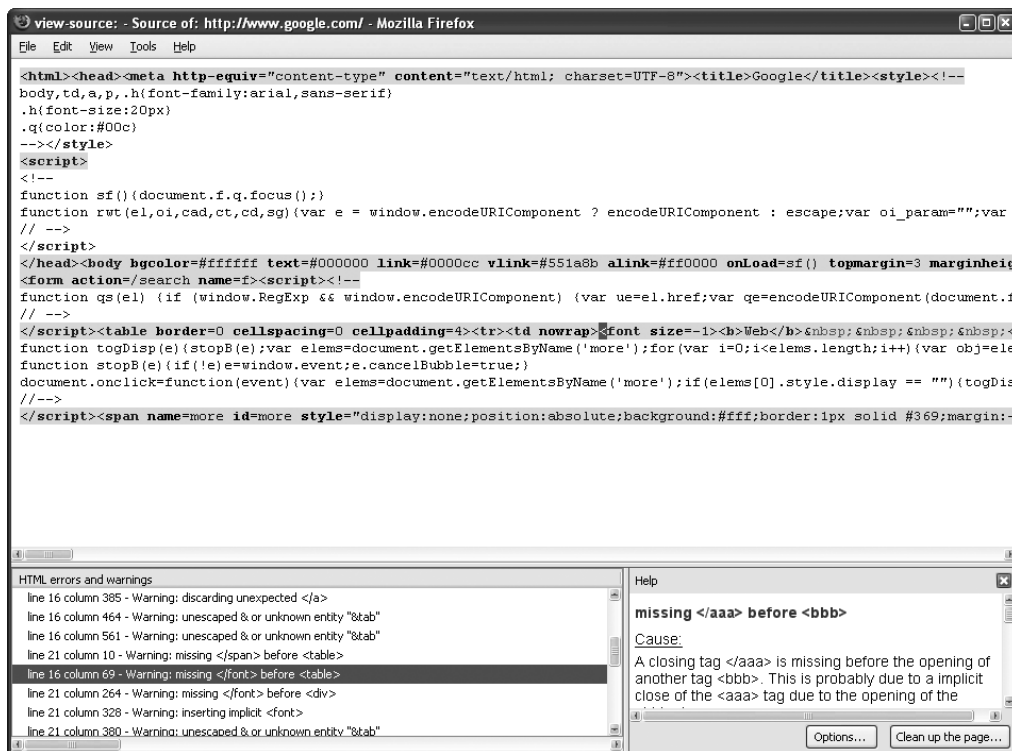 view-source: - Source of: http://www.google.com/ - Mozilla Firefox
File Edit View Tools Help
<html><head><meta http-equiv="content-type" content="text/html; charset=UTF-8"><title>Google</title><style><!--
body,td,a,p,.h{font-family:arial,sans-serif}
.h{font-size:20px}
.q{color:#00c}
--></style>
<script>
<!--
function sf(){document.f.q.focus();}
function rwt(el,oi,cad,ct,cd,sg){var e = window.encodeURIComponent ? encodeURIComponent : escape;var oi_param="";var
// -->
</script>
</head><body bgcolor=#ffffff text=#000000 link=#0000cc vlink=#551a8b alink=#ff0000 onLoad=sf() topmargin=3 marginheig
<form action=/search name=f><script><!--
function qs(el) {if (window.RegExp && window.encodeURIComponent) {var ue=el.href;var qe=encodeURIComponent(document.f
// -->
</script><table border=0 cellspacing=0 cellpadding=4><tr><td nowrap><font size=-1><b>Web</b>&nbsp;&nbsp;&nbsp;&nbsp;<
function togDisp(e){stopB(e);var elems=document.getElementsByName('more');for(var i=0;i<elems.length;i++){var obj=ele
function stopB(e){if(!e)e=window.event;e.cancelBubble=true;}
document.onclick=function(event){var elems=document.getElementsByName('more');if(elems[0].style.display == ""){togDis
//-->
</script><span name=more id=more style="display:none;position:absolute;background:#fff;border:1px solid #369;margin:-
HTML errors and warnings
line 16 column 385 - Warning: discarding unexpected </a>
line 16 column 464 - Warning: unescaped & or unknown entity "&tab"
line 16 column 561 - Warning: unescaped & or unknown entity "&tab"
line 21 column 10 - Warning: missing </span> before <table>
line 16 column 69 - Warning: missing </font> before <table>
line 21 column 264 - Warning: missing </font> before <div>
line 21 column 328 - Warning: inserting implicit <font>
line 21 column 380 - Warning: unescaped & or unknown entity "&tab"
Help
missing </aaa> before <bbb>
Cause:
A closing tag </aaa> is missing before the opening of
another tag <bbb>. This is probably due to a implicit
close of the <aaa> tag due to the opening of the
Options... Clean up the page...